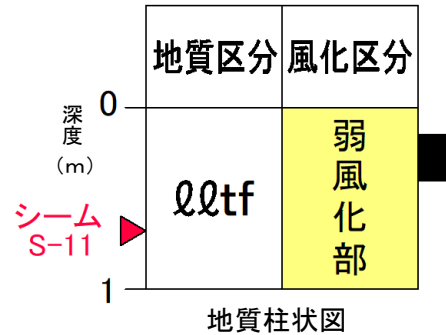 地質区分 風化区分
0
深度
(m)
ℓℓtf
弱風化部
シーム
S-11
1
地質柱状図